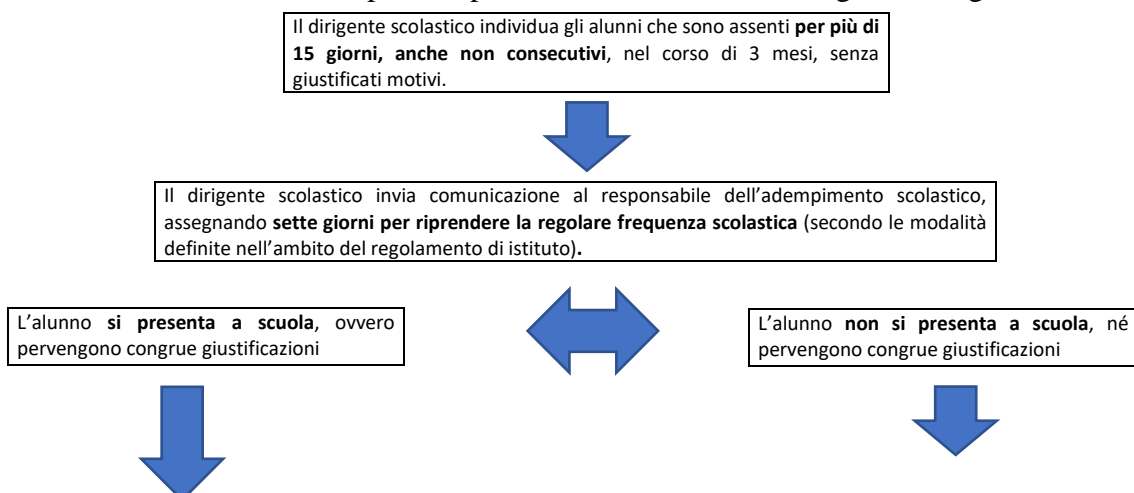 Il dirigente scolastico individua gli alunni che sono assenti per più di
15 giorni, anche non consecutivi, nel corso di 3 mesi, senza
giustificati motivi.
Il dirigente scolastico invia comunicazione al responsabile dell’adempimento scolastico,
assegnando sette giorni per riprendere la regolare frequenza scolastica (secondo le modalità
definite nell’ambito del regolamento di istituto).
L’alunno si presenta a scuola, ovvero
pervengono congrue giustificazioni
L’alunno non si presenta a scuola, né
pervengono congrue giustificazioni